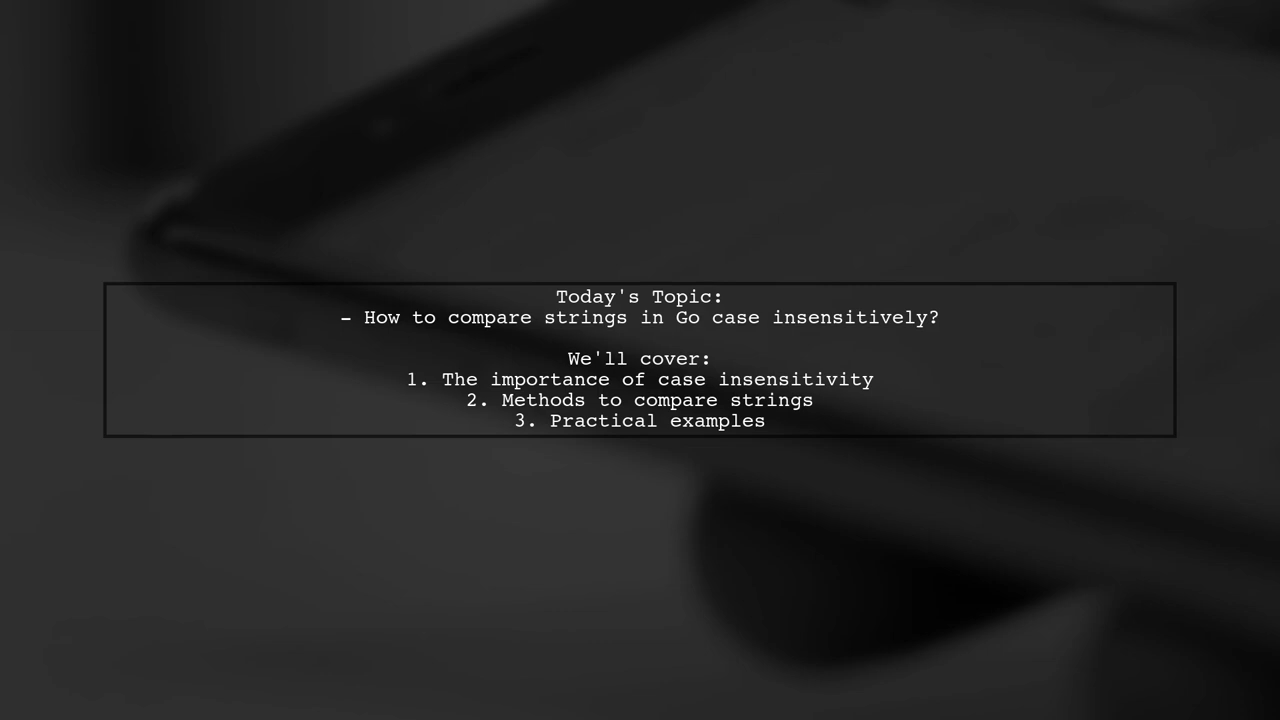 Today's Topic:
- How to compare strings in Go case insensitively?
We'll cover:
1. The importance of case insensitivity
2. Methods to compare strings
3. Practical examples